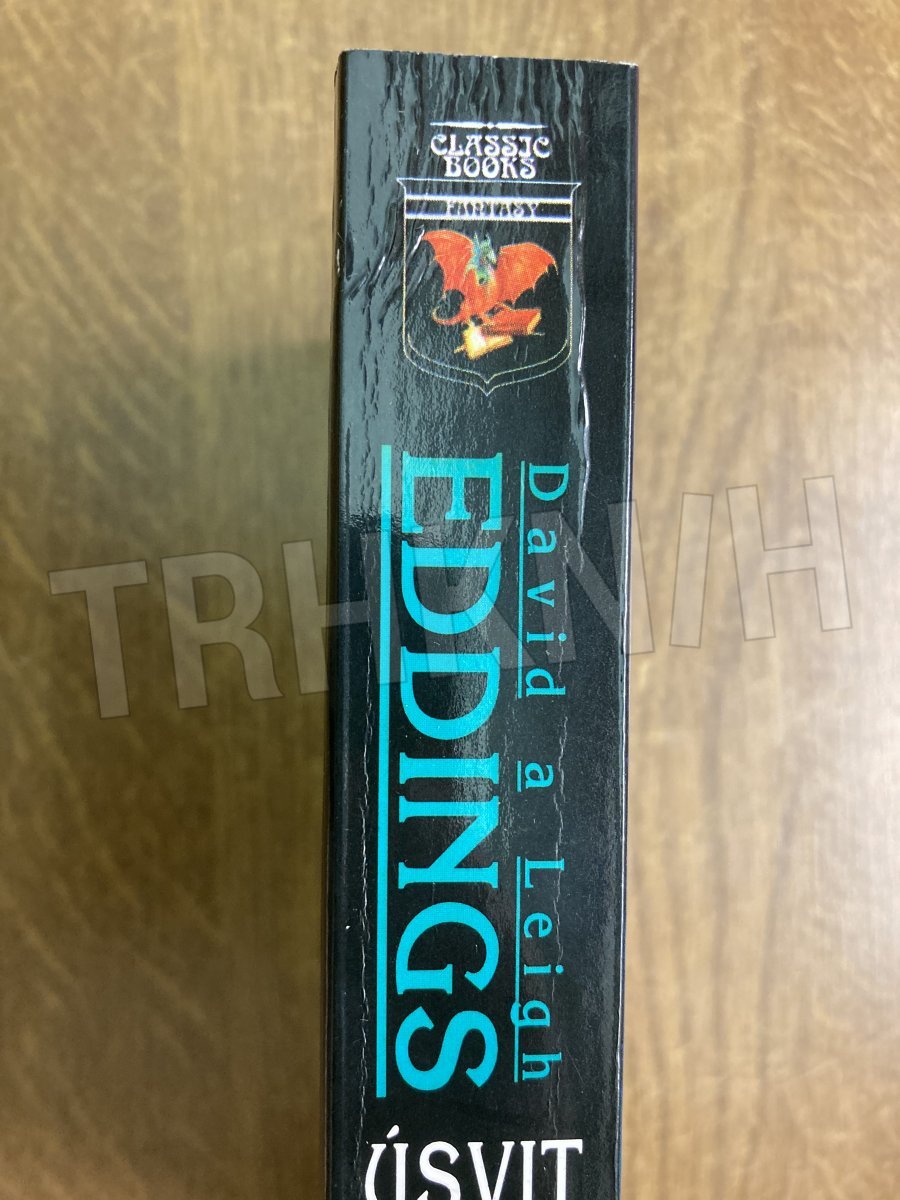 CLASSIC
BOOKS
FANTASY
David a Leigh
EDDINGS
ÚSVIT
TRHKNIH